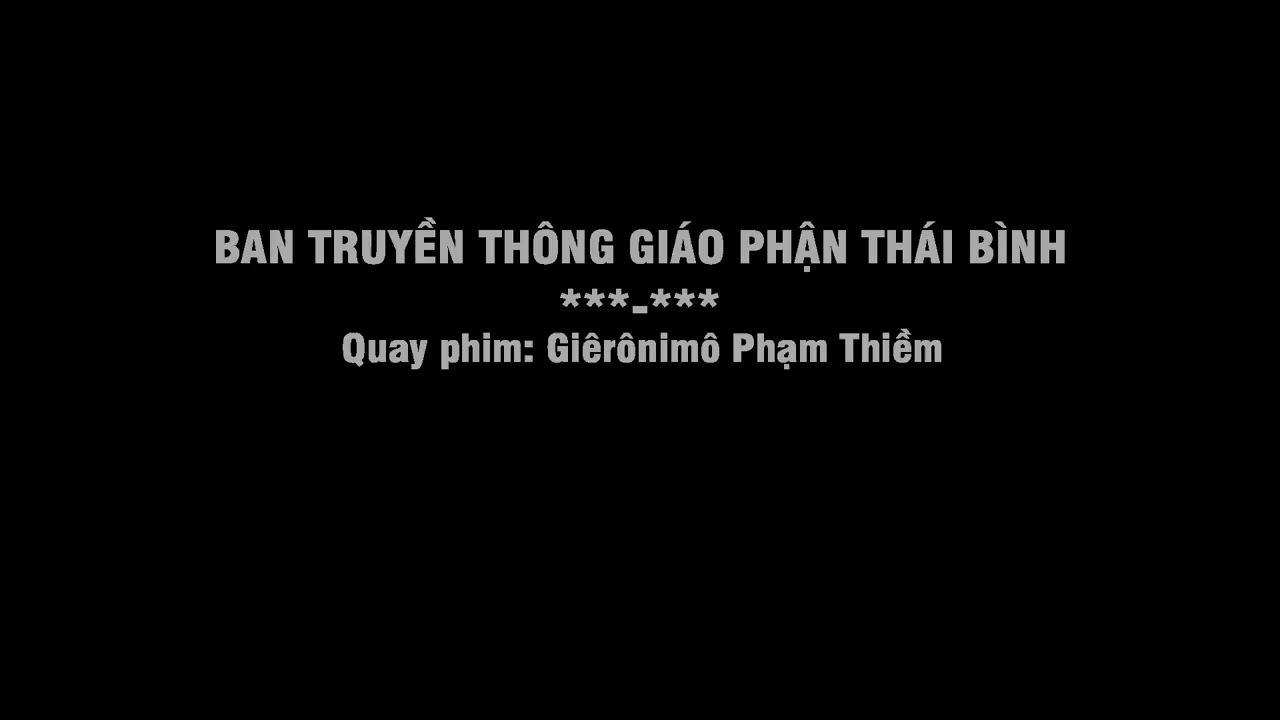 BAN TRUYỀN THÔNG GIÁO PHẬN THÁI BÌNH
***-***
Quay phim: Giêrônimô Phạm Thiềm